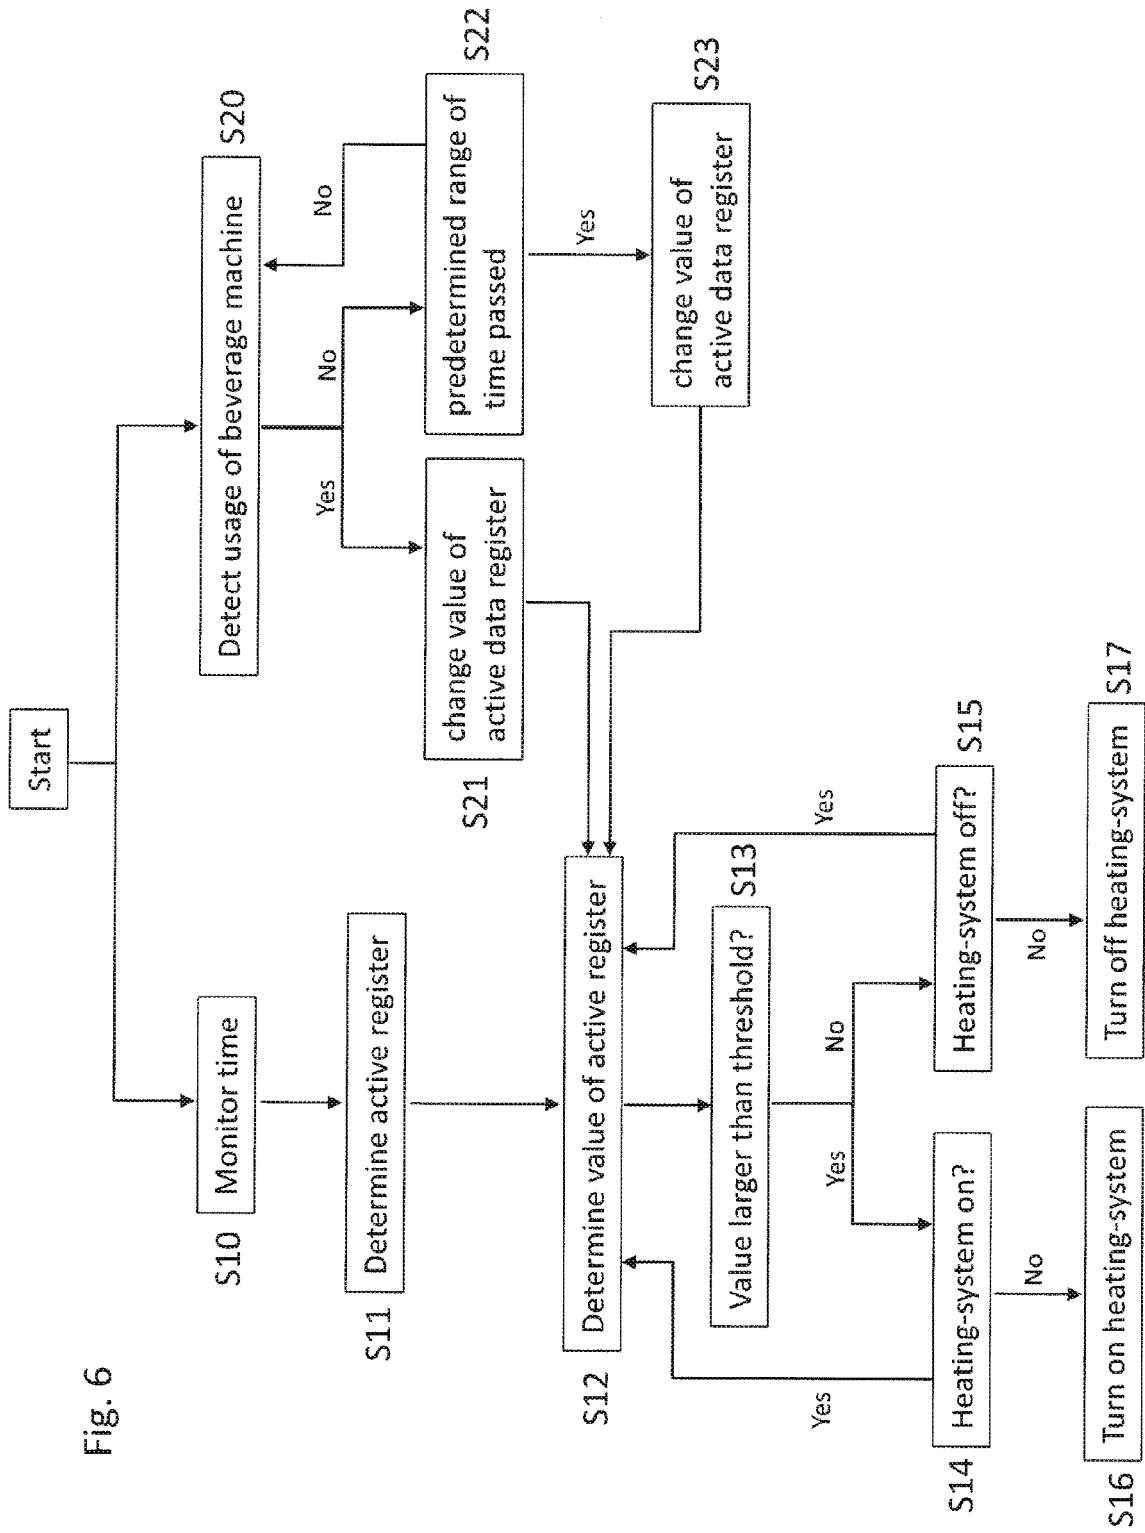 Fig. 6
Start
S10
Monitor time
Detect usage of beverage machine
S20
S11
Determine active register
Yes
No
No
S21
change value of
active data register
predetermined range of
time passed
S22
Yes
S12
Determine value of active register
change value of
active data register
S23
Value larger than threshold?
S13
Yes
Yes
No
Yes
S14
Heating-system on?
Heating-system off?
S15
No
No
S16
Turn on heating-system
Turn off heating-system
S17